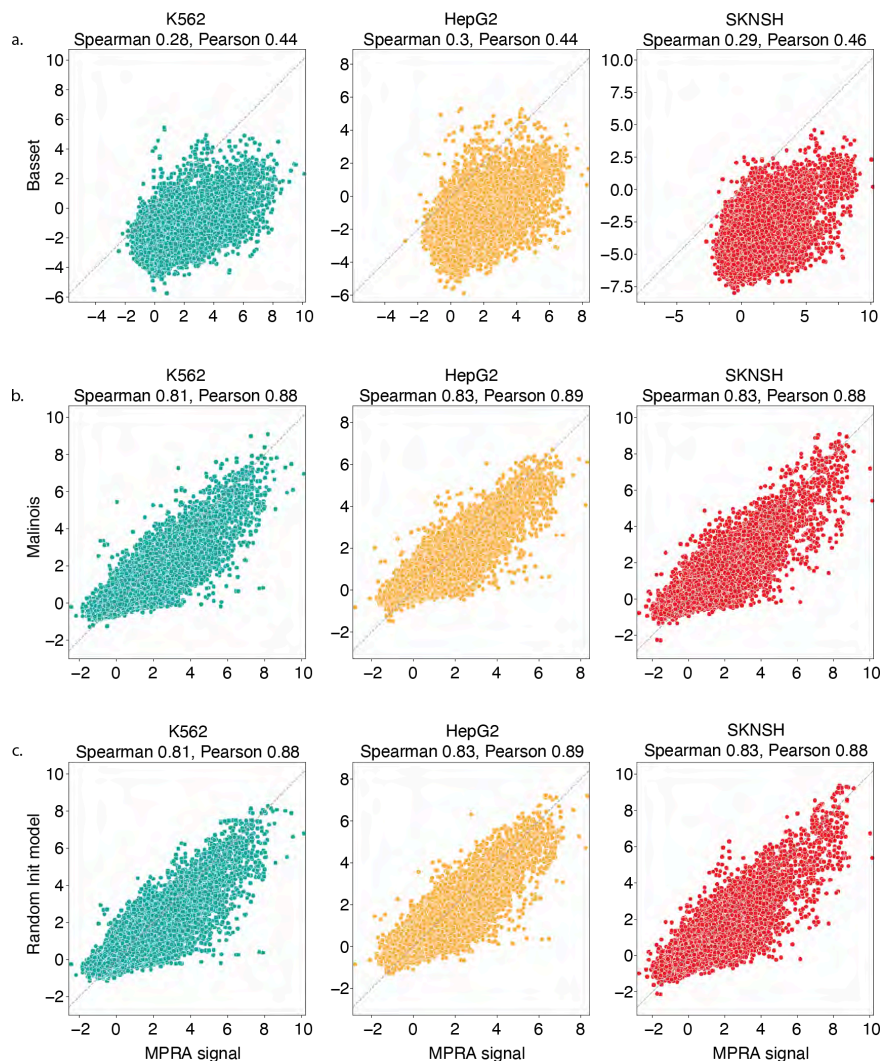 a.
K562
Spearman 0.28, Pearson 0.44
HepG2
Spearman 0.3, Pearson 0.44
SKNSH
Spearman 0.29, Pearson 0.46
Basset
10
8
6
4
2
0
−2
−4
−6
−4 −2 0 2 4 6 8 10
8
6
4
2
0
−2
−4
−6
−4 −2 0 2 4 6 8
10.0
7.5
5.0
2.5
0.0
−2.5
−5.0
−7.5
−5 0 5 10
b.
K562
Spearman 0.81, Pearson 0.88
HepG2
Spearman 0.83, Pearson 0.89
SKNSH
Spearman 0.83, Pearson 0.88
Malinois
10
8
6
4
2
0
−2
−2 0 2 4 6 8 10
8
6
4
2
0
−2
−2 0 2 4 6 8
10
8
6
4
2
0
−2
−2 0 2 4 6 8 10
c.
K562
Spearman 0.81, Pearson 0.88
HepG2
Spearman 0.83, Pearson 0.89
SKNSH
Spearman 0.83, Pearson 0.88
Random Init model
10
8
6
4
2
0
−2
−2 0 2 4 6 8 10
MPRA signal
8
6
4
2
0
−2
−2 0 2 4 6 8
MPRA signal
10
8
6
4
2
0
−2
−2 0 2 4 6 8 10
MPRA signal